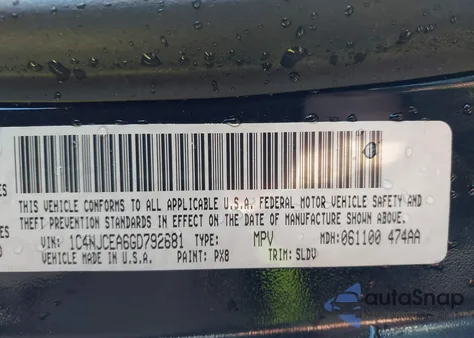 THIS VEHICLE CONFORMS TO ALL APPLICABLE U.S.A. FEDERAL MOTOR VEHICLE SAFETY AND
THEFT PREVENTION STANDARDS IN EFFECT ON THE DATE OF MANUFACTURE SHOWN ABOVE.
VIN: 1C4NJCEA6GD792681 TYPE: MPV MDH: 061100 474AA
VEHICLE MADE IN U.S.A. PAINT: PX8 TRIM: SLDV
autoSnap